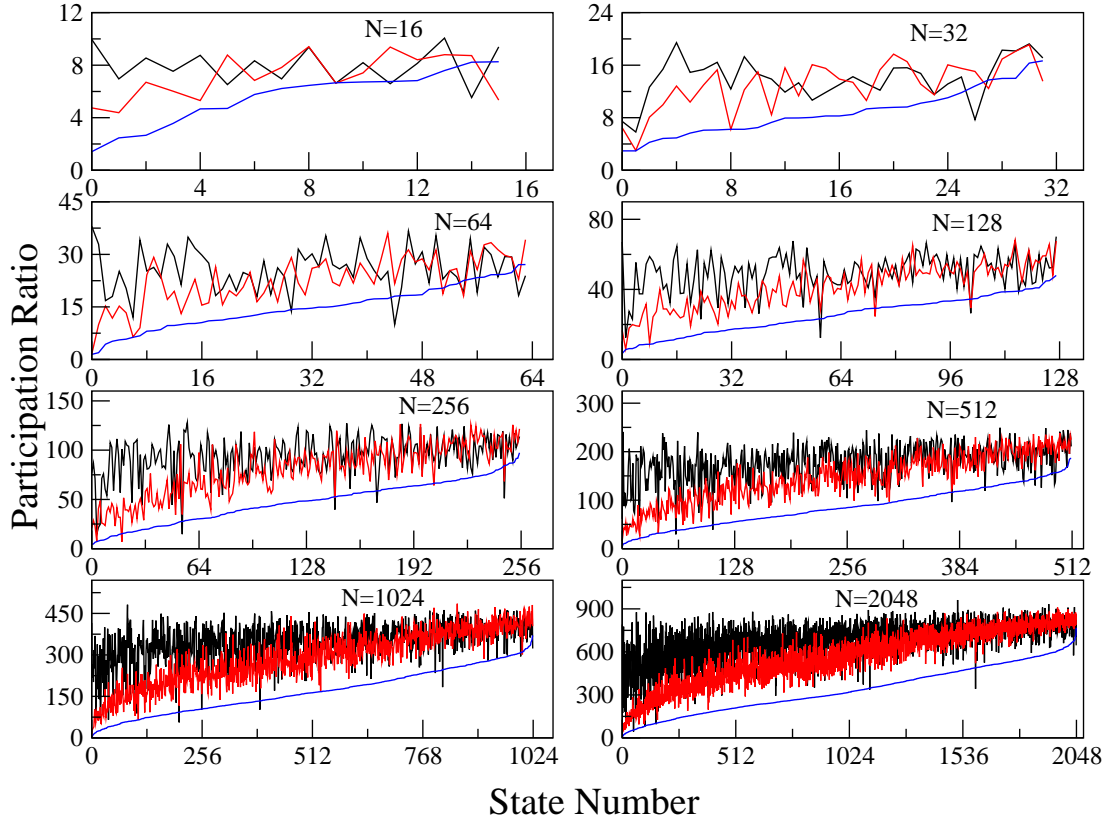 N=16
12
8
4
0
0 4 8 12 16
N=32
24
16
8
0
0 8 16 24 32
N=64
45
30
15
0
0 16 32 48 64
N=128
80
40
0
0 32 64 96 128
N=256
150
100
50
0
0 64 128 192 256
N=512
300
200
100
0
0 128 256 384 512
N=1024
450
300
150
0
0 256 512 768 1024
N=2048
900
600
300
0
0 512 1024 1536 2048
Participation Ratio
State Number